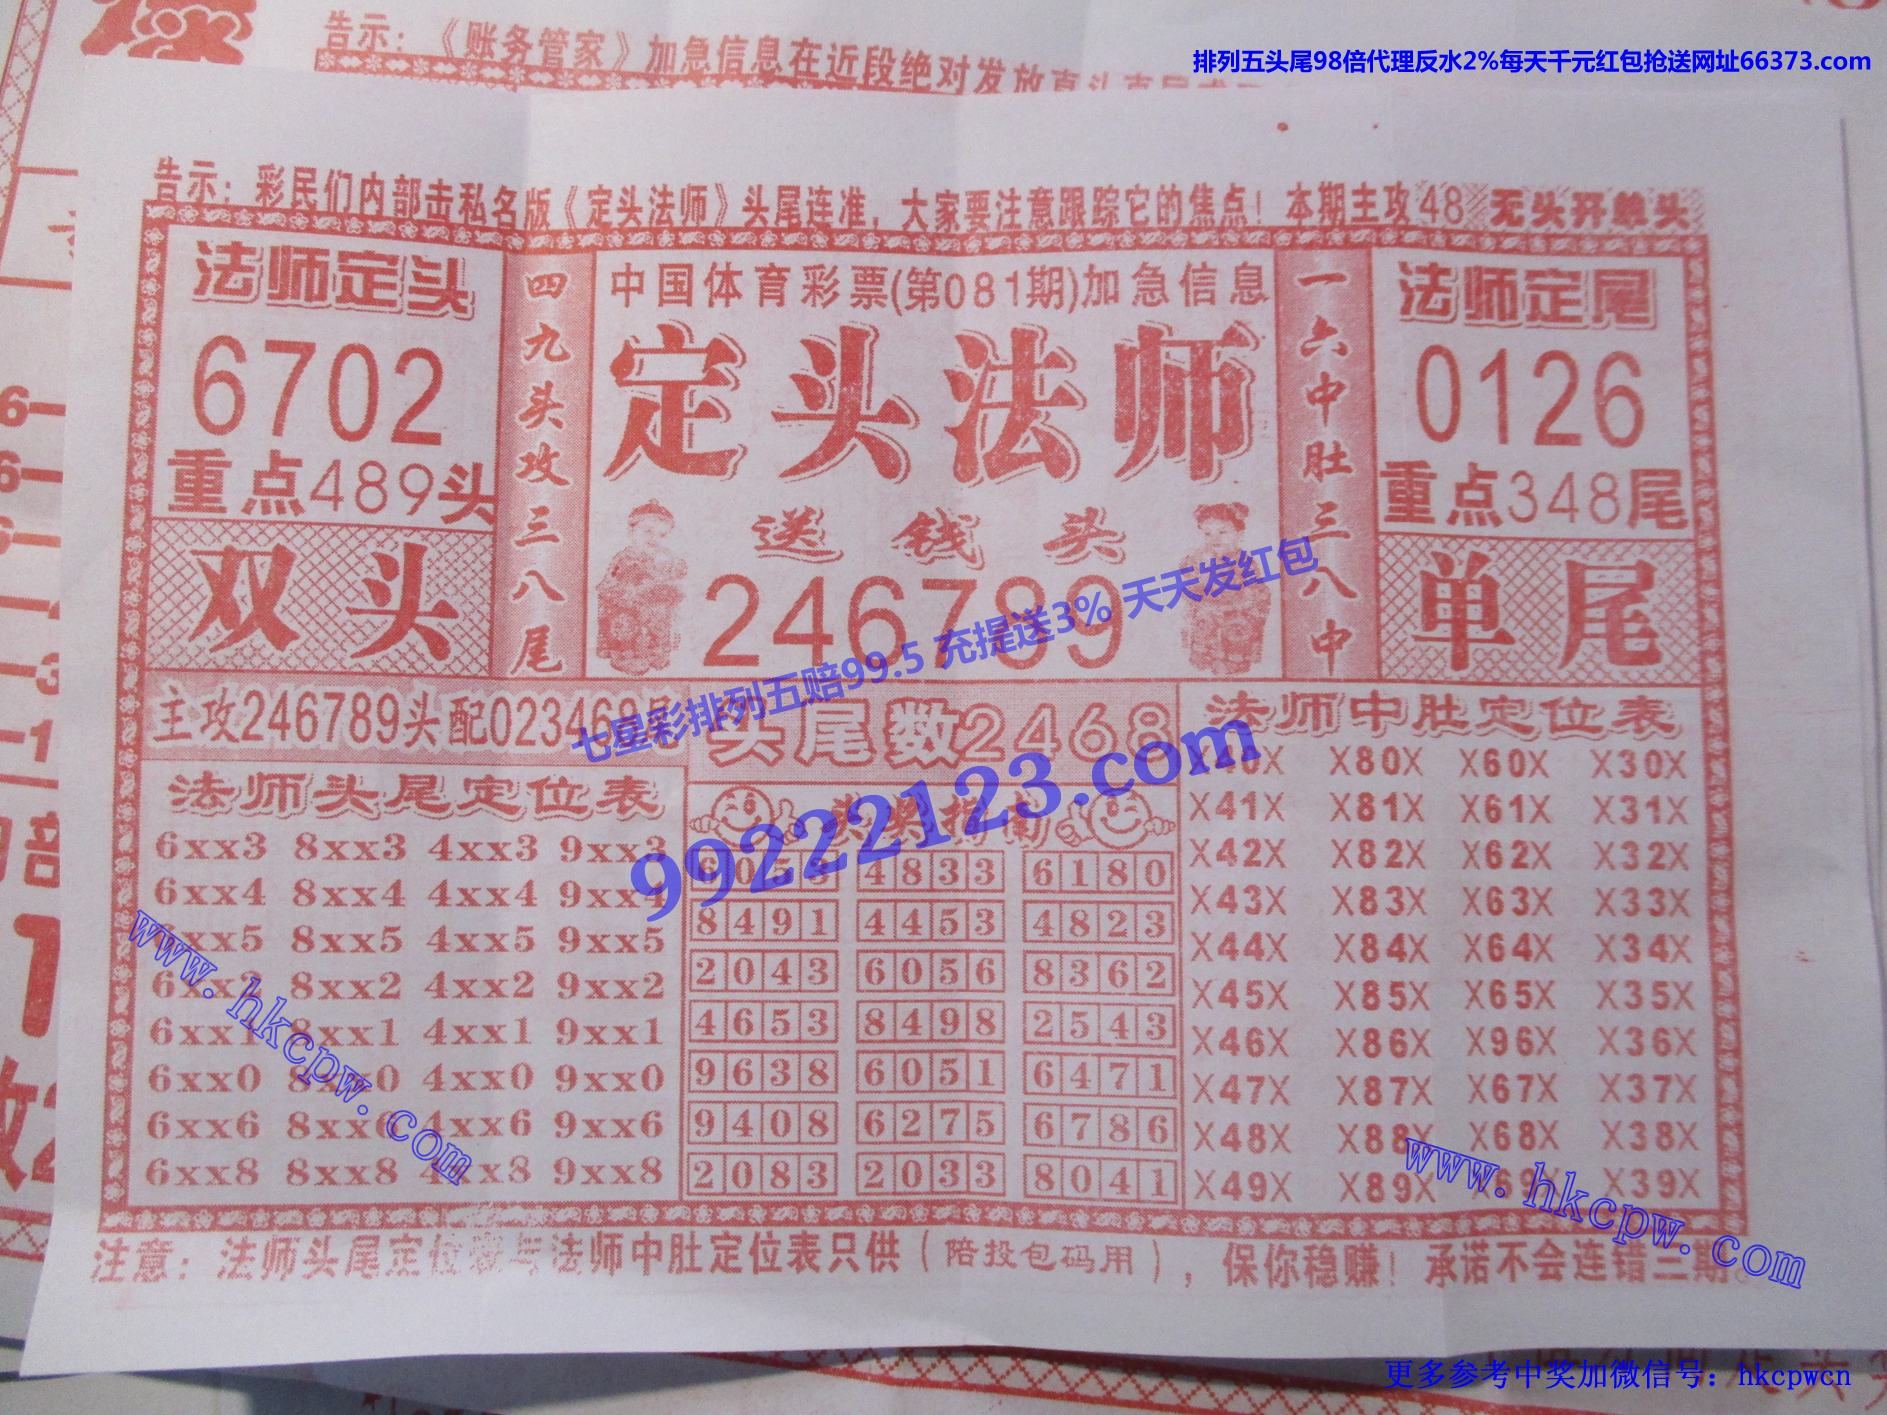 告示：《账务管家》加急信息在近段绝对发放直
排列五头尾98倍代理反水2%每天千元红包抢送网址66373.com
告示：彩民们内部击私名版《定头法师》头尾连准，大家要注意跟踪它的焦点！本期主攻48 无头开单头
法师定头
6702
重点489头
双头
四九头攻三八尾
中国体育彩票(第081期)加急信息
定头法师
送钱头
246789
一六中肚三八中
法师定尾
0126
重点348尾
单尾
七星彩排列五赔99.5 充提送3% 天天发红包
99222123.com
主攻246789头配023468尾
头尾数2468
法师头尾定位表
6xx3 8xx3 4xx3 9xx3
6xx4 8xx4 4xx4 9xx4
6xx5 8xx5 4xx5 9xx5
6xx2 8xx2 4xx2 9xx2
6xx1 8xx1 4xx1 9xx1
6xx0 8xx0 4xx0 9xx0
6xx6 8xx6 4xx6 9xx6
6xx8 8xx8 4xx8 9xx8
4833 6180
8491 4453 4823
2043 6056 8362
4653 8498 2543
9638 6051 6471
9408 6275 6786
2083 2033 8041
法师中肚定位表
X40X X80X X60X X30X
X41X X81X X61X X31X
X42X X82X X62X X32X
X43X X83X X63X X33X
X44X X84X X64X X34X
X45X X85X X65X X35X
X46X X86X X96X X36X
X47X X87X X67X X37X
X48X X88X X68X X38X
X49X X89X X69X X39X
www.hkcpw.com
www.hkcpw.com
注意：法师头尾定位表与法师中肚定位表只供（陪投包码用），保你稳赚！承诺不会连错三期。
更多参考中奖加微信号：hkcpwcn